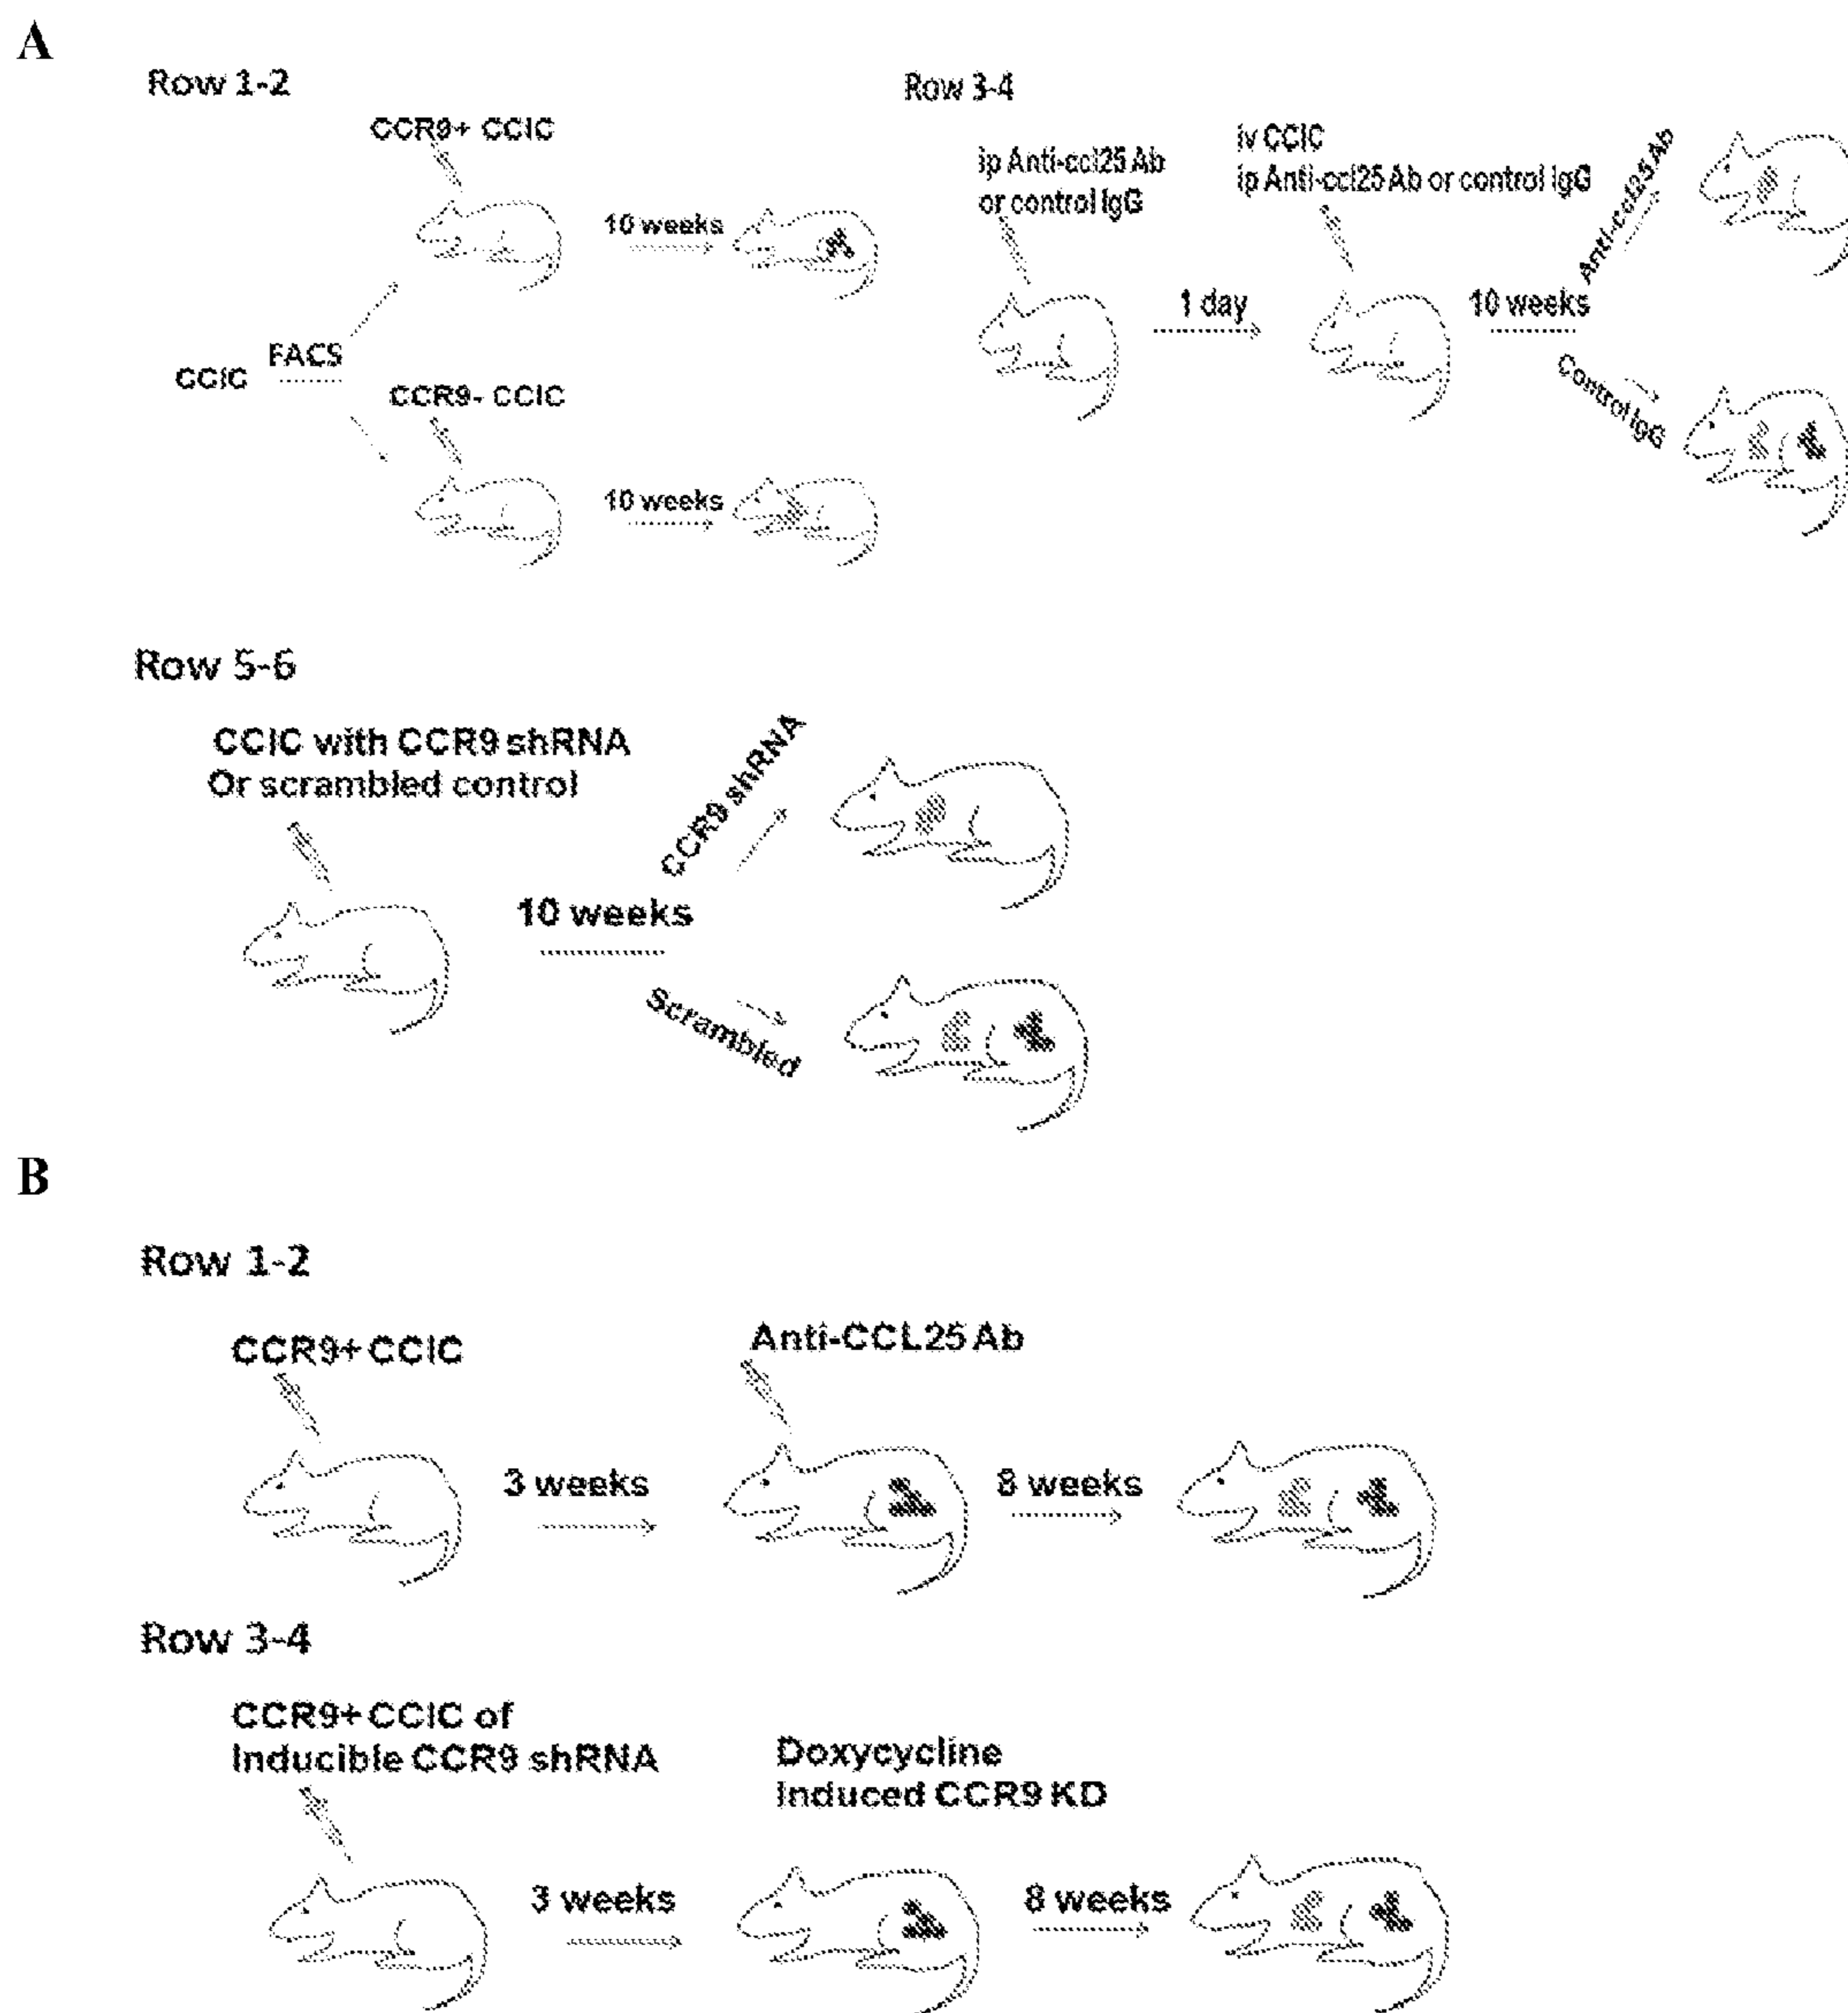 A
Row 1-2
CCR9+ CCIC
10 weeks
CCIC
FACS
CCR9- CCIC
10 weeks
Row 3-4
ip Anti-ccl25 Ab
or control IgG
1 day
iv CCIC
ip Anti-ccl25 Ab or control IgG
10 weeks
Anti-ccl25 Ab
Control IgG
Row 5-6
CCIC with CCR9 shRNA
Or scrambled control
10 weeks
CCR9 shRNA
Scrambled
B
Row 1-2
CCR9+ CCIC
3 weeks
Anti-CCL25 Ab
8 weeks
Row 3-4
CCR9+ CCIC of
Inducible CCR9 shRNA
3 weeks
Doxycycline
Induced CCR9 KD
8 weeks